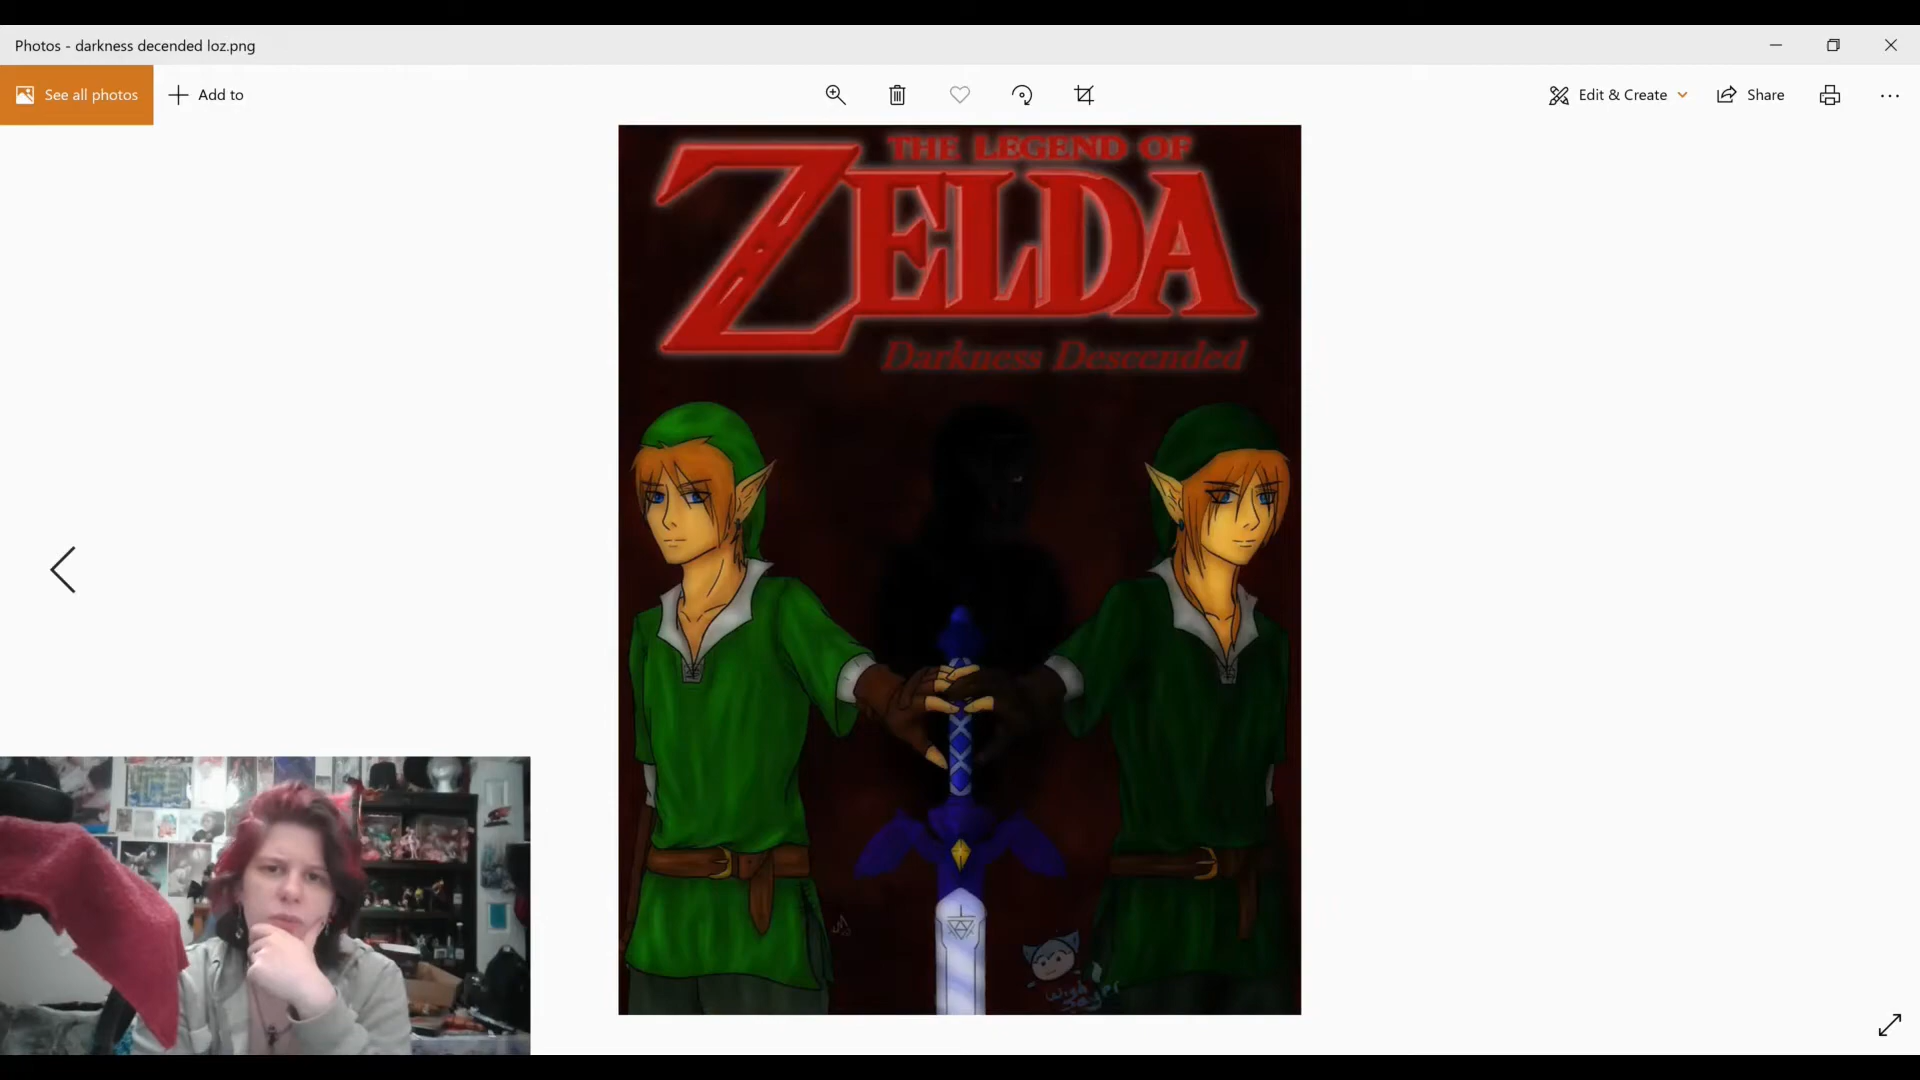 Photos - darkness decended loz.png
See all photos
Add to
Edit & Create
Share
THE LEGEND OF
ZELDA
Darkness Descended